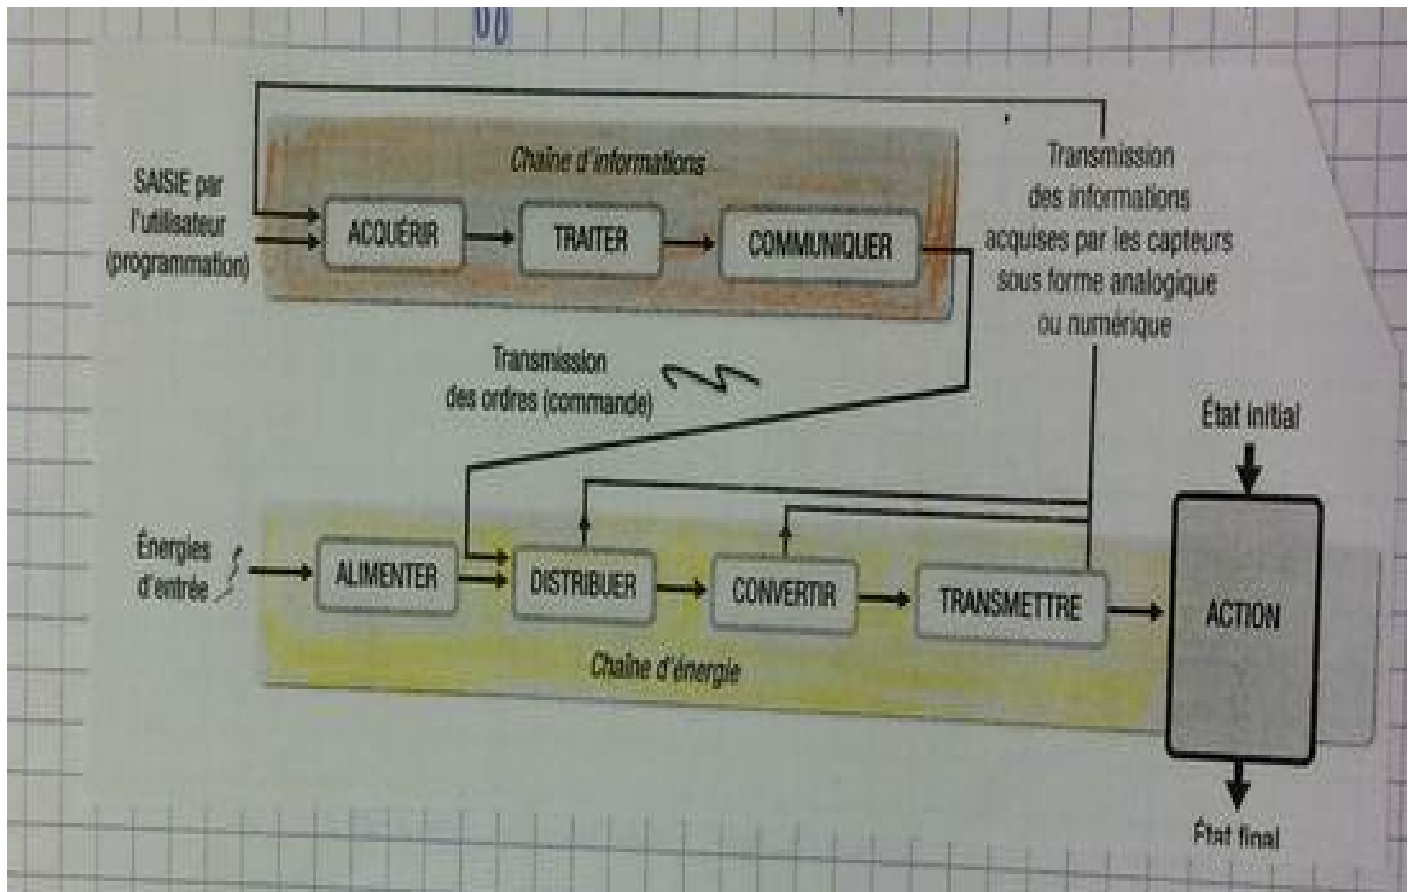 Chaîne d'informations
SAISIE par
l'utilisateur
(programmation)
ACQUÉRIR
TRAITER
COMMUNIQUER
Transmission
des informations
acquises par les capteurs
sous forme analogique
ou numérique
Transmission
des ordres (commande)
État initial
Énergies
d'entrée
ALIMENTER
DISTRIBUER
CONVERTIR
TRANSMETTRE
ACTION
Chaîne d'énergie
État final